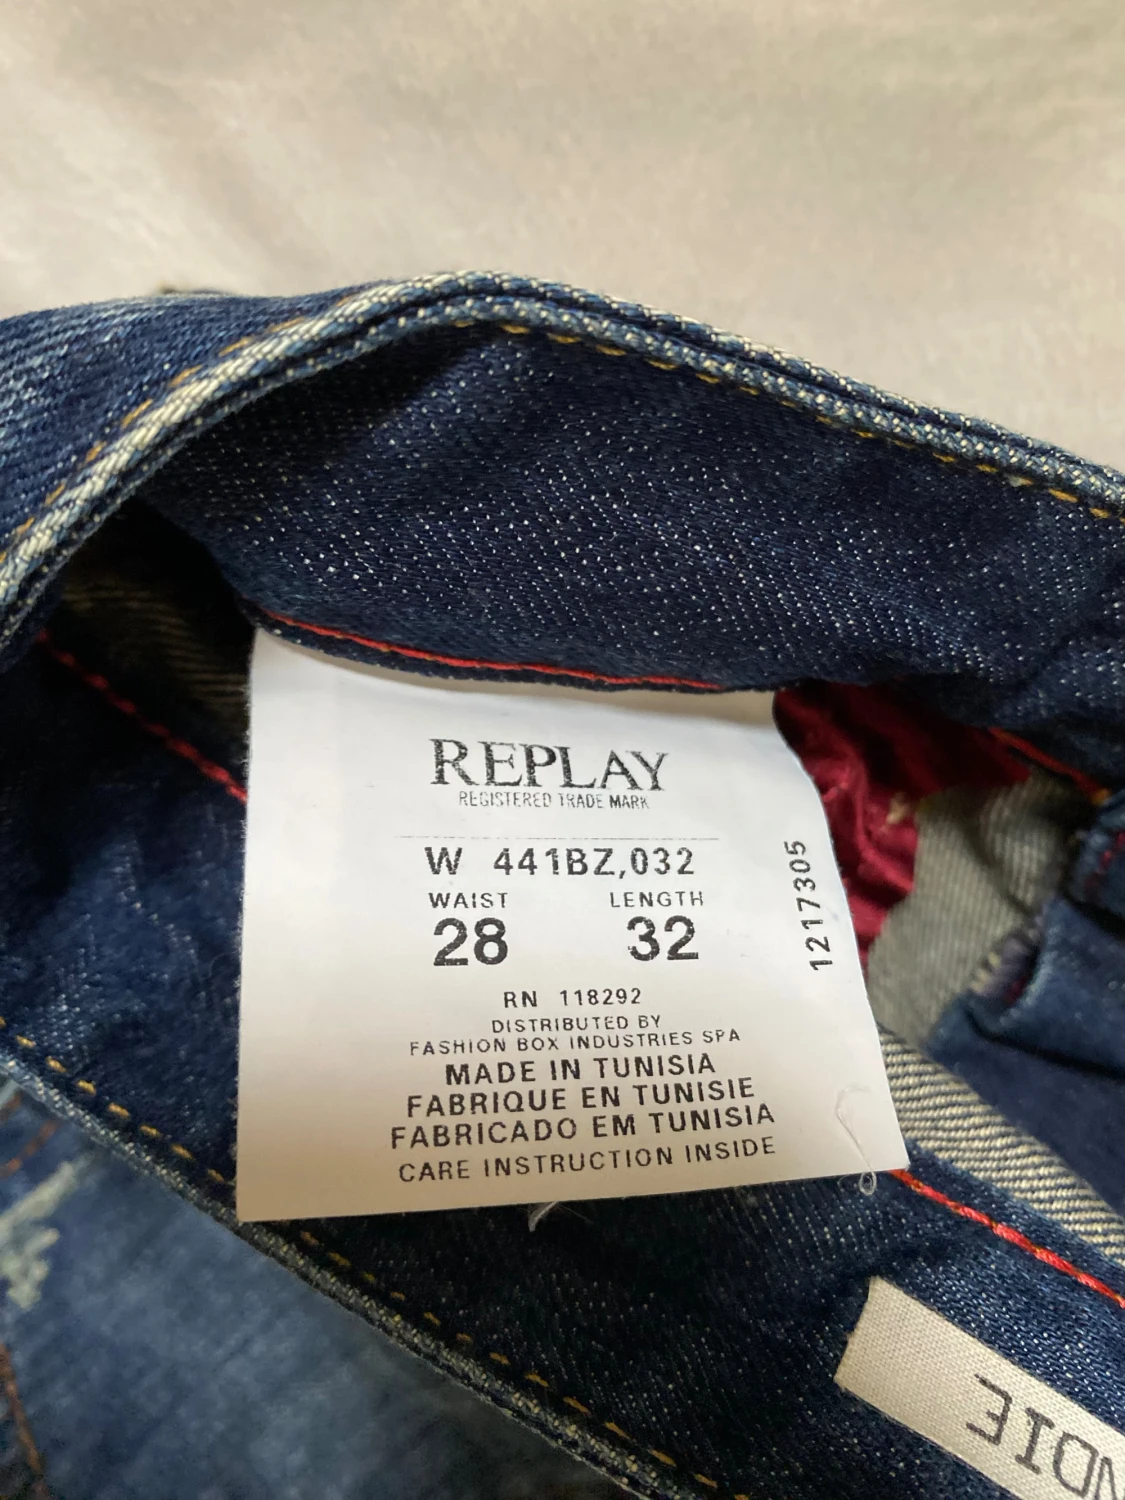 REPLAY
REGISTERED TRADE MARK
W 441BZ,032
WAIST LENGTH
28 32
1217305
RN 118292
DISTRIBUTED BY
FASHION BOX INDUSTRIES SPA
MADE IN TUNISIA
FABRIQUE EN TUNISIE
FABRICADO EM TUNISIA
CARE INSTRUCTION INSIDE